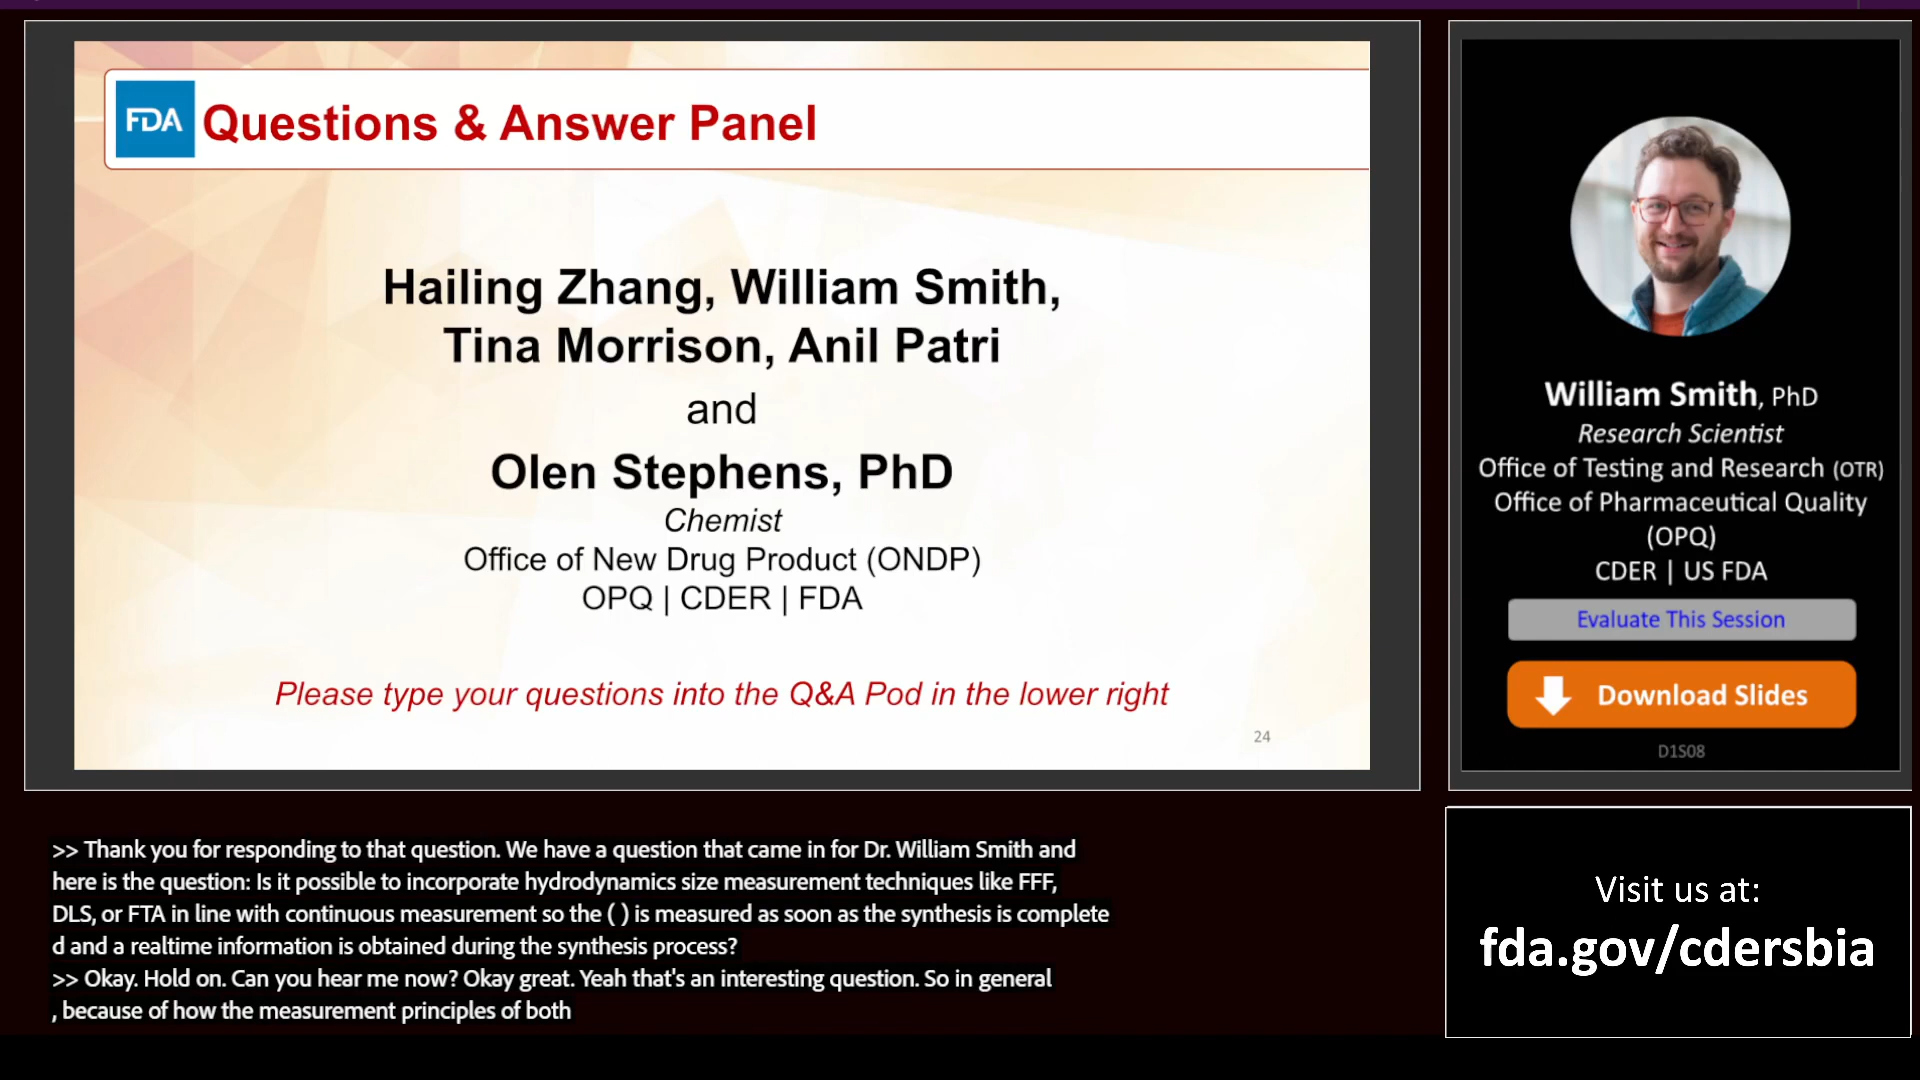 FDA
Questions & Answer Panel
Hailing Zhang, William Smith,
Tina Morrison, Anil Patri
and
Olen Stephens, PhD
Chemist
Office of New Drug Product (ONDP)
OPQ | CDER | FDA
Please type your questions into the Q&A Pod in the lower right
24
William Smith, PhD
Research Scientist
Office of Testing and Research (OTR)
Office of Pharmaceutical Quality
(OPQ)
CDER | US FDA
Evaluate This Session
Download Slides
D1S08
>> Thank you for responding to that question. We have a question that came in for Dr. William Smith and
here is the question: Is it possible to incorporate hydrodynamics size measurement techniques like FFF,
DLS, or FTA in line with continuous measurement so the ( ) is measured as soon as the synthesis is complete
d and a realtime information is obtained during the synthesis process?
>> Okay. Hold on. Can you hear me now? Okay great. Yeah that's an interesting question. So in general
, because of how the measurement principles of both
Visit us at:
fda.gov/cdersbia